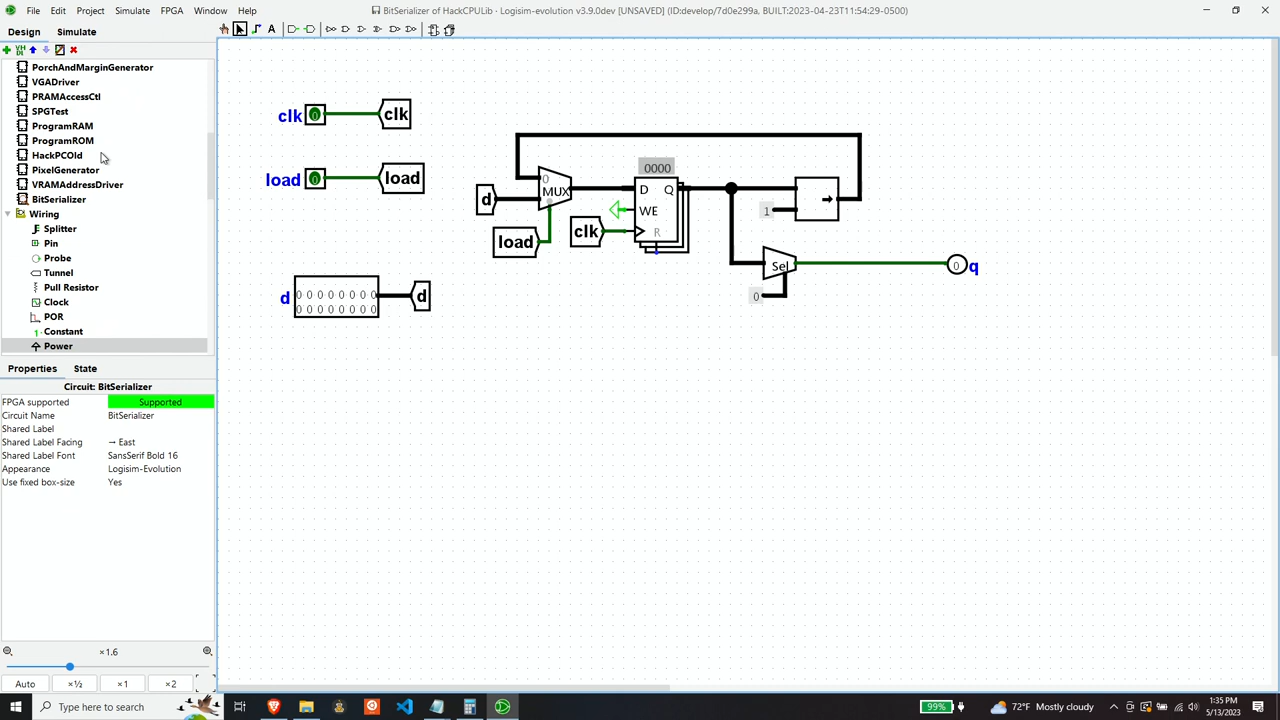 BitSerializer of HackCPULib - Logisim-evolution v3.9.0dev [UNSAVED] (ID:develop/7d0e299a, BUILT:2023-04-23T11:54:29-0500)
File Edit Project Simulate FPGA Window Help
Design Simulate
PorchAndMarginGenerator
VGADriver
PRAMAccessCtl
SPGTest
ProgramRAM
ProgramROM
HackPCOld
PixelGenerator
VRAMAddressDriver
BitSerializer
Wiring
Splitter
Pin
Probe
Tunnel
Pull Resistor
Clock
POR
Constant
Power
Properties State
Circuit: BitSerializer
FPGA supported Supported
Circuit Name BitSerializer
Shared Label
Shared Label Facing → East
Shared Label Font SansSerif Bold 16
Appearance Logisim-Evolution
Use fixed box-size Yes
×1.6
Auto ×½ ×1 ×2
clk 0 clk
load 0 load
d
0 0 0 0 0 0 0 0
0 0 0 0 0 0 0 0
d
d
0
MUX
load
clk
0000
D Q
WE
R
1
→
Sel
0
0 q
Type here to search
99%
72°F Mostly cloudy
1:35 PM
5/13/2023